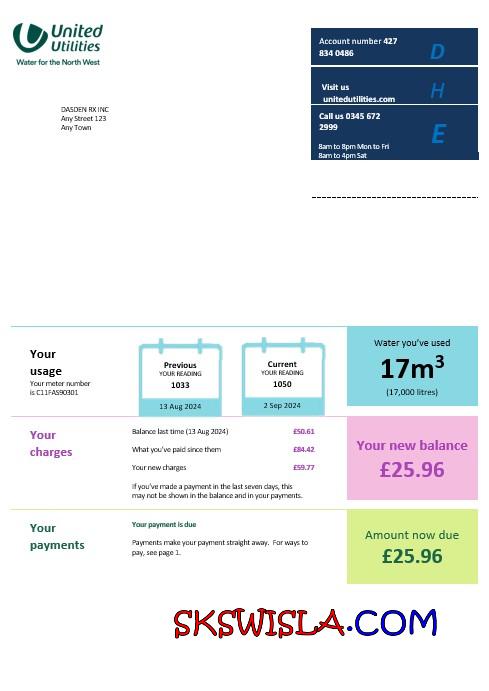 United
Utilities
Water for the North West
Account number 427
834 0486
D
Visit us
unitedutilities.com
H
Call us 0345 672
2999
E
8am to 8pm Mon to Fri
8am to 4pm Sat
DASDEN RX INC
Any Street 123
Any Town
Your
usage
Your meter number
is C11FA590301
Previous
YOUR READING
1033
13 Aug 2024
Current
YOUR READING
1050
2 Sep 2024
Water you've used
17m³
(17,000 litres)
Your
charges
Balance last time (13 Aug 2024) £50.61
What you've paid since them £84.42
Your new charges £59.77
If you've made a payment in the last seven days, this
may not be shown in the balance and in your payments.
Your new balance
£25.96
Your
payments
Your payment is due
Payments make your payment straight away. For ways to
pay, see page 1.
Amount now due
£25.96
SKSWISLA.COM